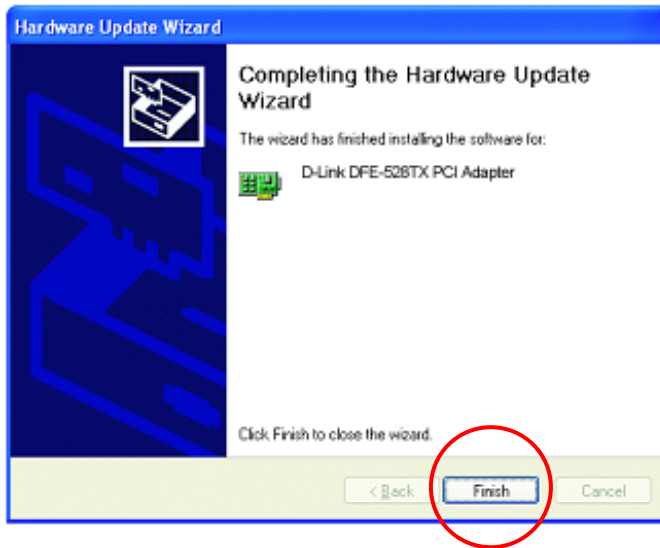 Hardware Update Wizard
Completing the Hardware Update
Wizard
The wizard has finished installing the software for:
D-Link DFE-528TX PCI Adapter
Click Finish to close the wizard.
< Back Finish Cancel